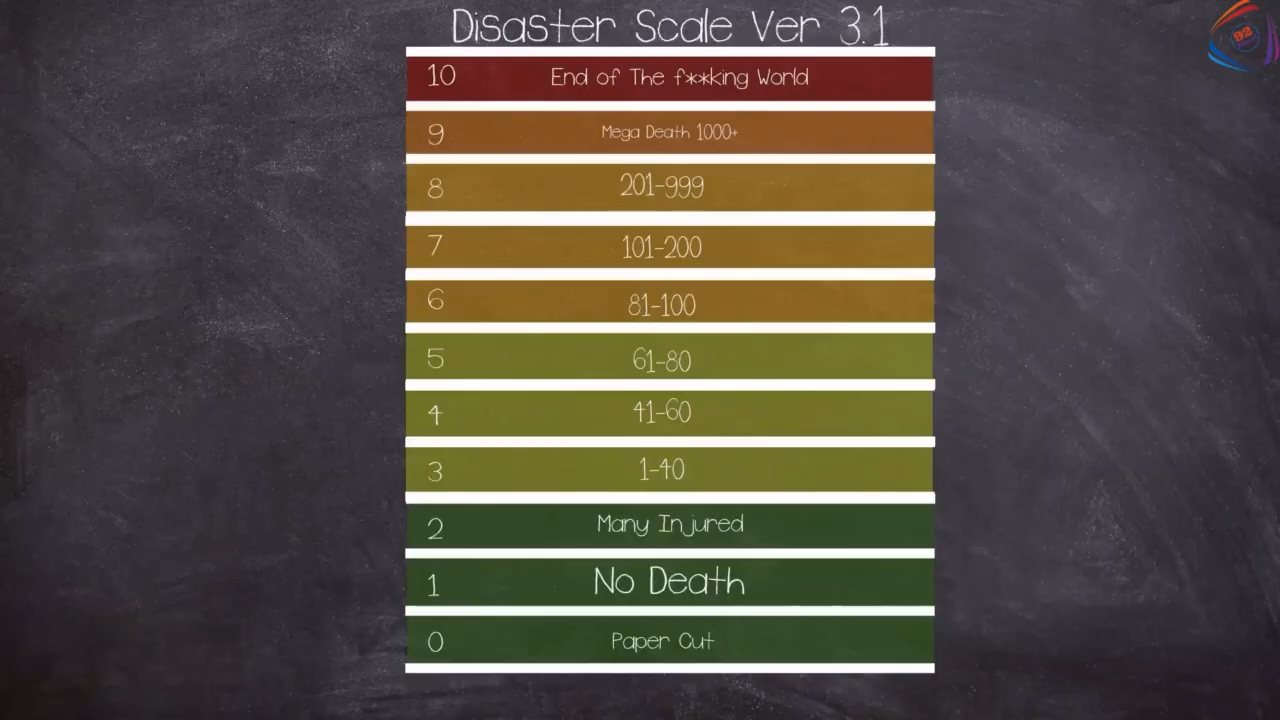 Disaster Scale Ver 3.1
92
10 End of The f**king World
9 Mega Death 1000+
8 201-999
7 101-200
6 81-100
5 61-80
4 41-60
3 1-40
2 Many Injured
1 No Death
0 Paper Cut